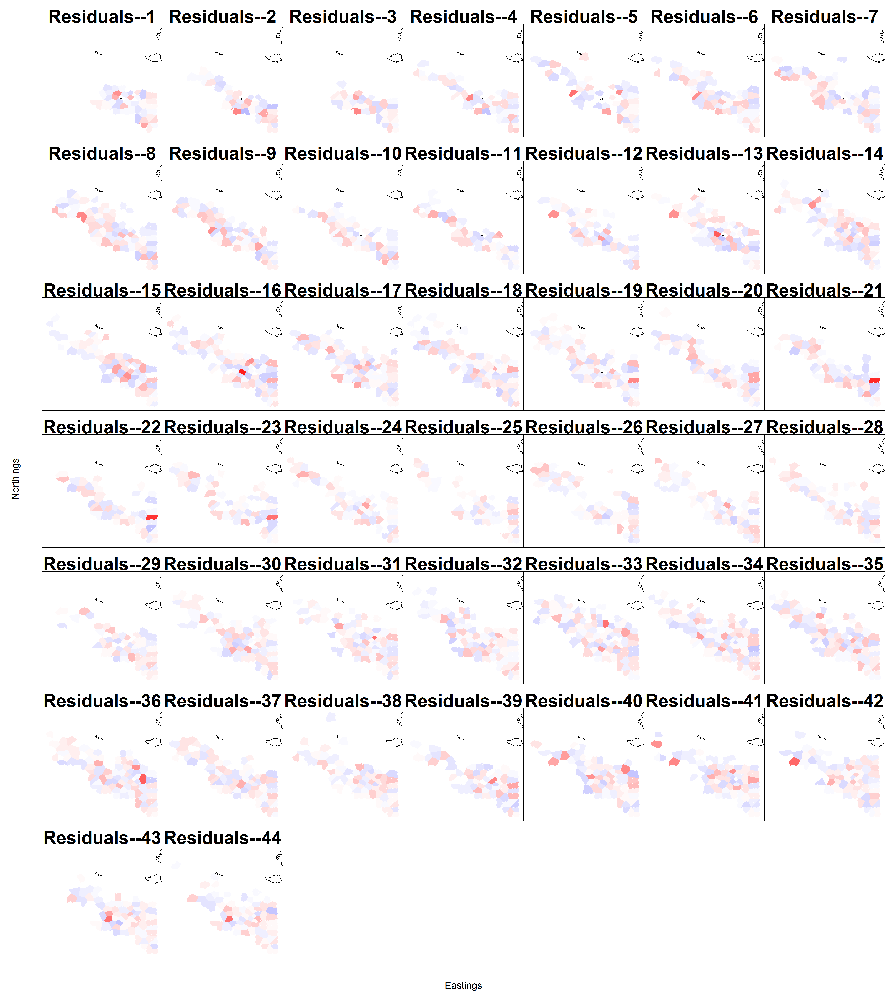 Residuals--1 Residuals--2 Residuals--3 Residuals--4 Residuals--5 Residuals--6 Residuals--7
Residuals--8 Residuals--9 Residuals--10 Residuals--11 Residuals--12 Residuals--13 Residuals--14
Residuals--15 Residuals--16 Residuals--17 Residuals--18 Residuals--19 Residuals--20 Residuals--21
Residuals--22 Residuals--23 Residuals--24 Residuals--25 Residuals--26 Residuals--27 Residuals--28
Northings
Residuals--29 Residuals--30 Residuals--31 Residuals--32 Residuals--33 Residuals--34 Residuals--35
Residuals--36 Residuals--37 Residuals--38 Residuals--39 Residuals--40 Residuals--41 Residuals--42
Residuals--43 Residuals--44
Eastings